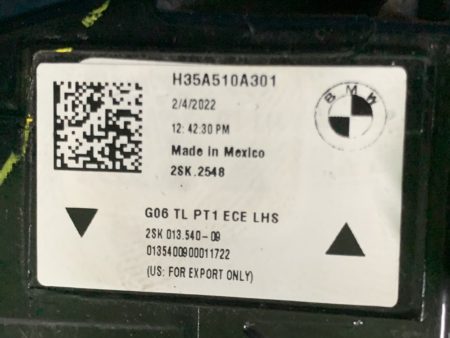 H35A510A301
2/4/2022
12:42:30 PM
Made in Mexico
2SK.2548
BMW
G06 TL PT1 ECE LHS
2SK 013.540-09
0135400900011722
(US: FOR EXPORT ONLY)